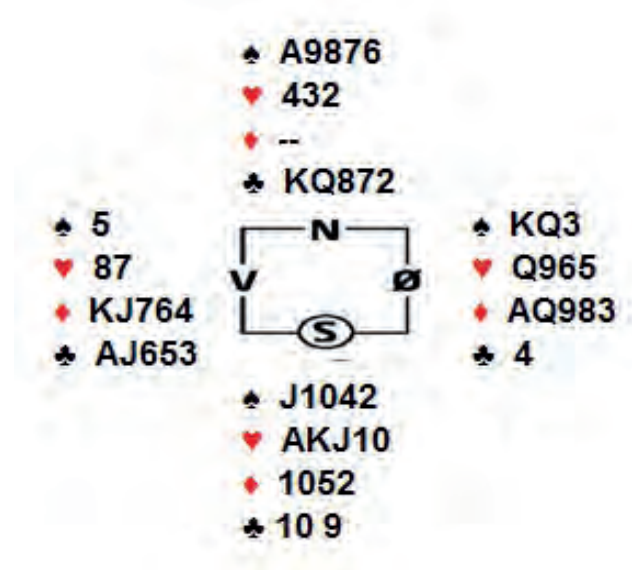 ♠ A9876
♥ 432
♦ --
♣ KQ872
♠ 5
♥ 87
♦ KJ764
♣ AJ653
N
V Ø
S
♠ KQ3
♥ Q965
♦ AQ983
♣ 4
♠ J1042
♥ AKJ10
♦ 1052
♣ 10 9